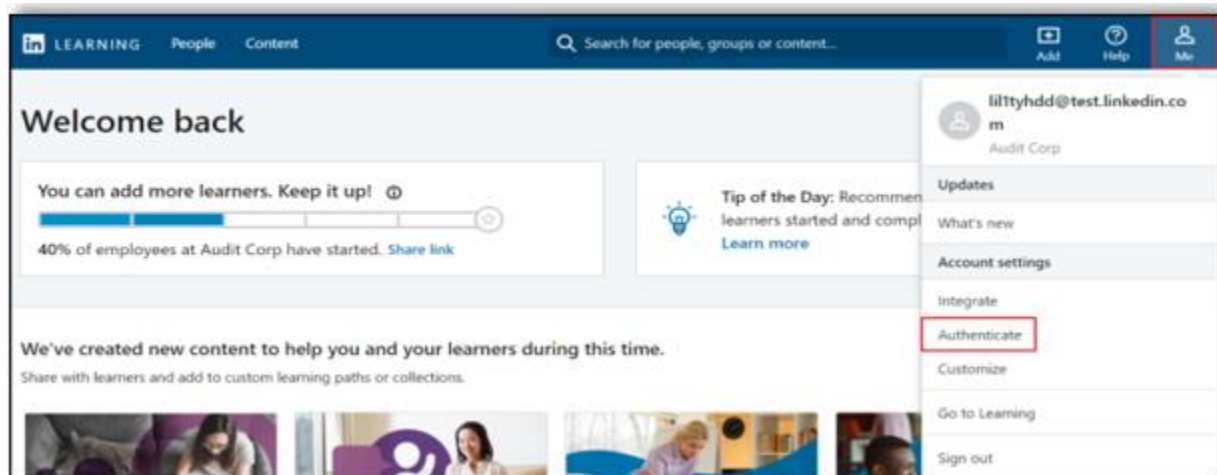 in LEARNING People Content Search for people, groups or content... Add Help Me
Welcome back
You can add more learners. Keep it up!
40% of employees at Audit Corp have started. Share link
Tip of the Day: Recommen
learners started and compl
Learn more
We've created new content to help you and your learners during this time.
Share with learners and add to custom learning paths or collections.
lil1tyhdd@test.linkedin.co
m
Audit Corp
Updates
What's new
Account settings
Integrate
Authenticate
Customize
Go to Learning
Sign out